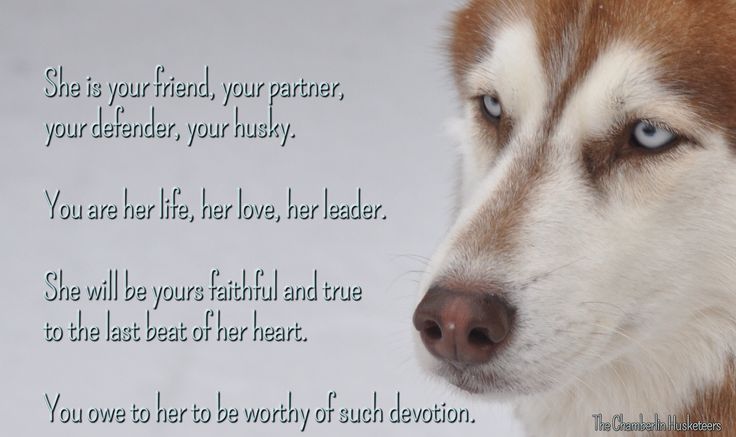 She is your friend, your partner,
your defender, your husky.
You are her life, her love, her leader.
She will be yours faithful and true
to the last beat of her heart.
You owe to her to be worthy of such devotion.
The Chamberlin Husketeers